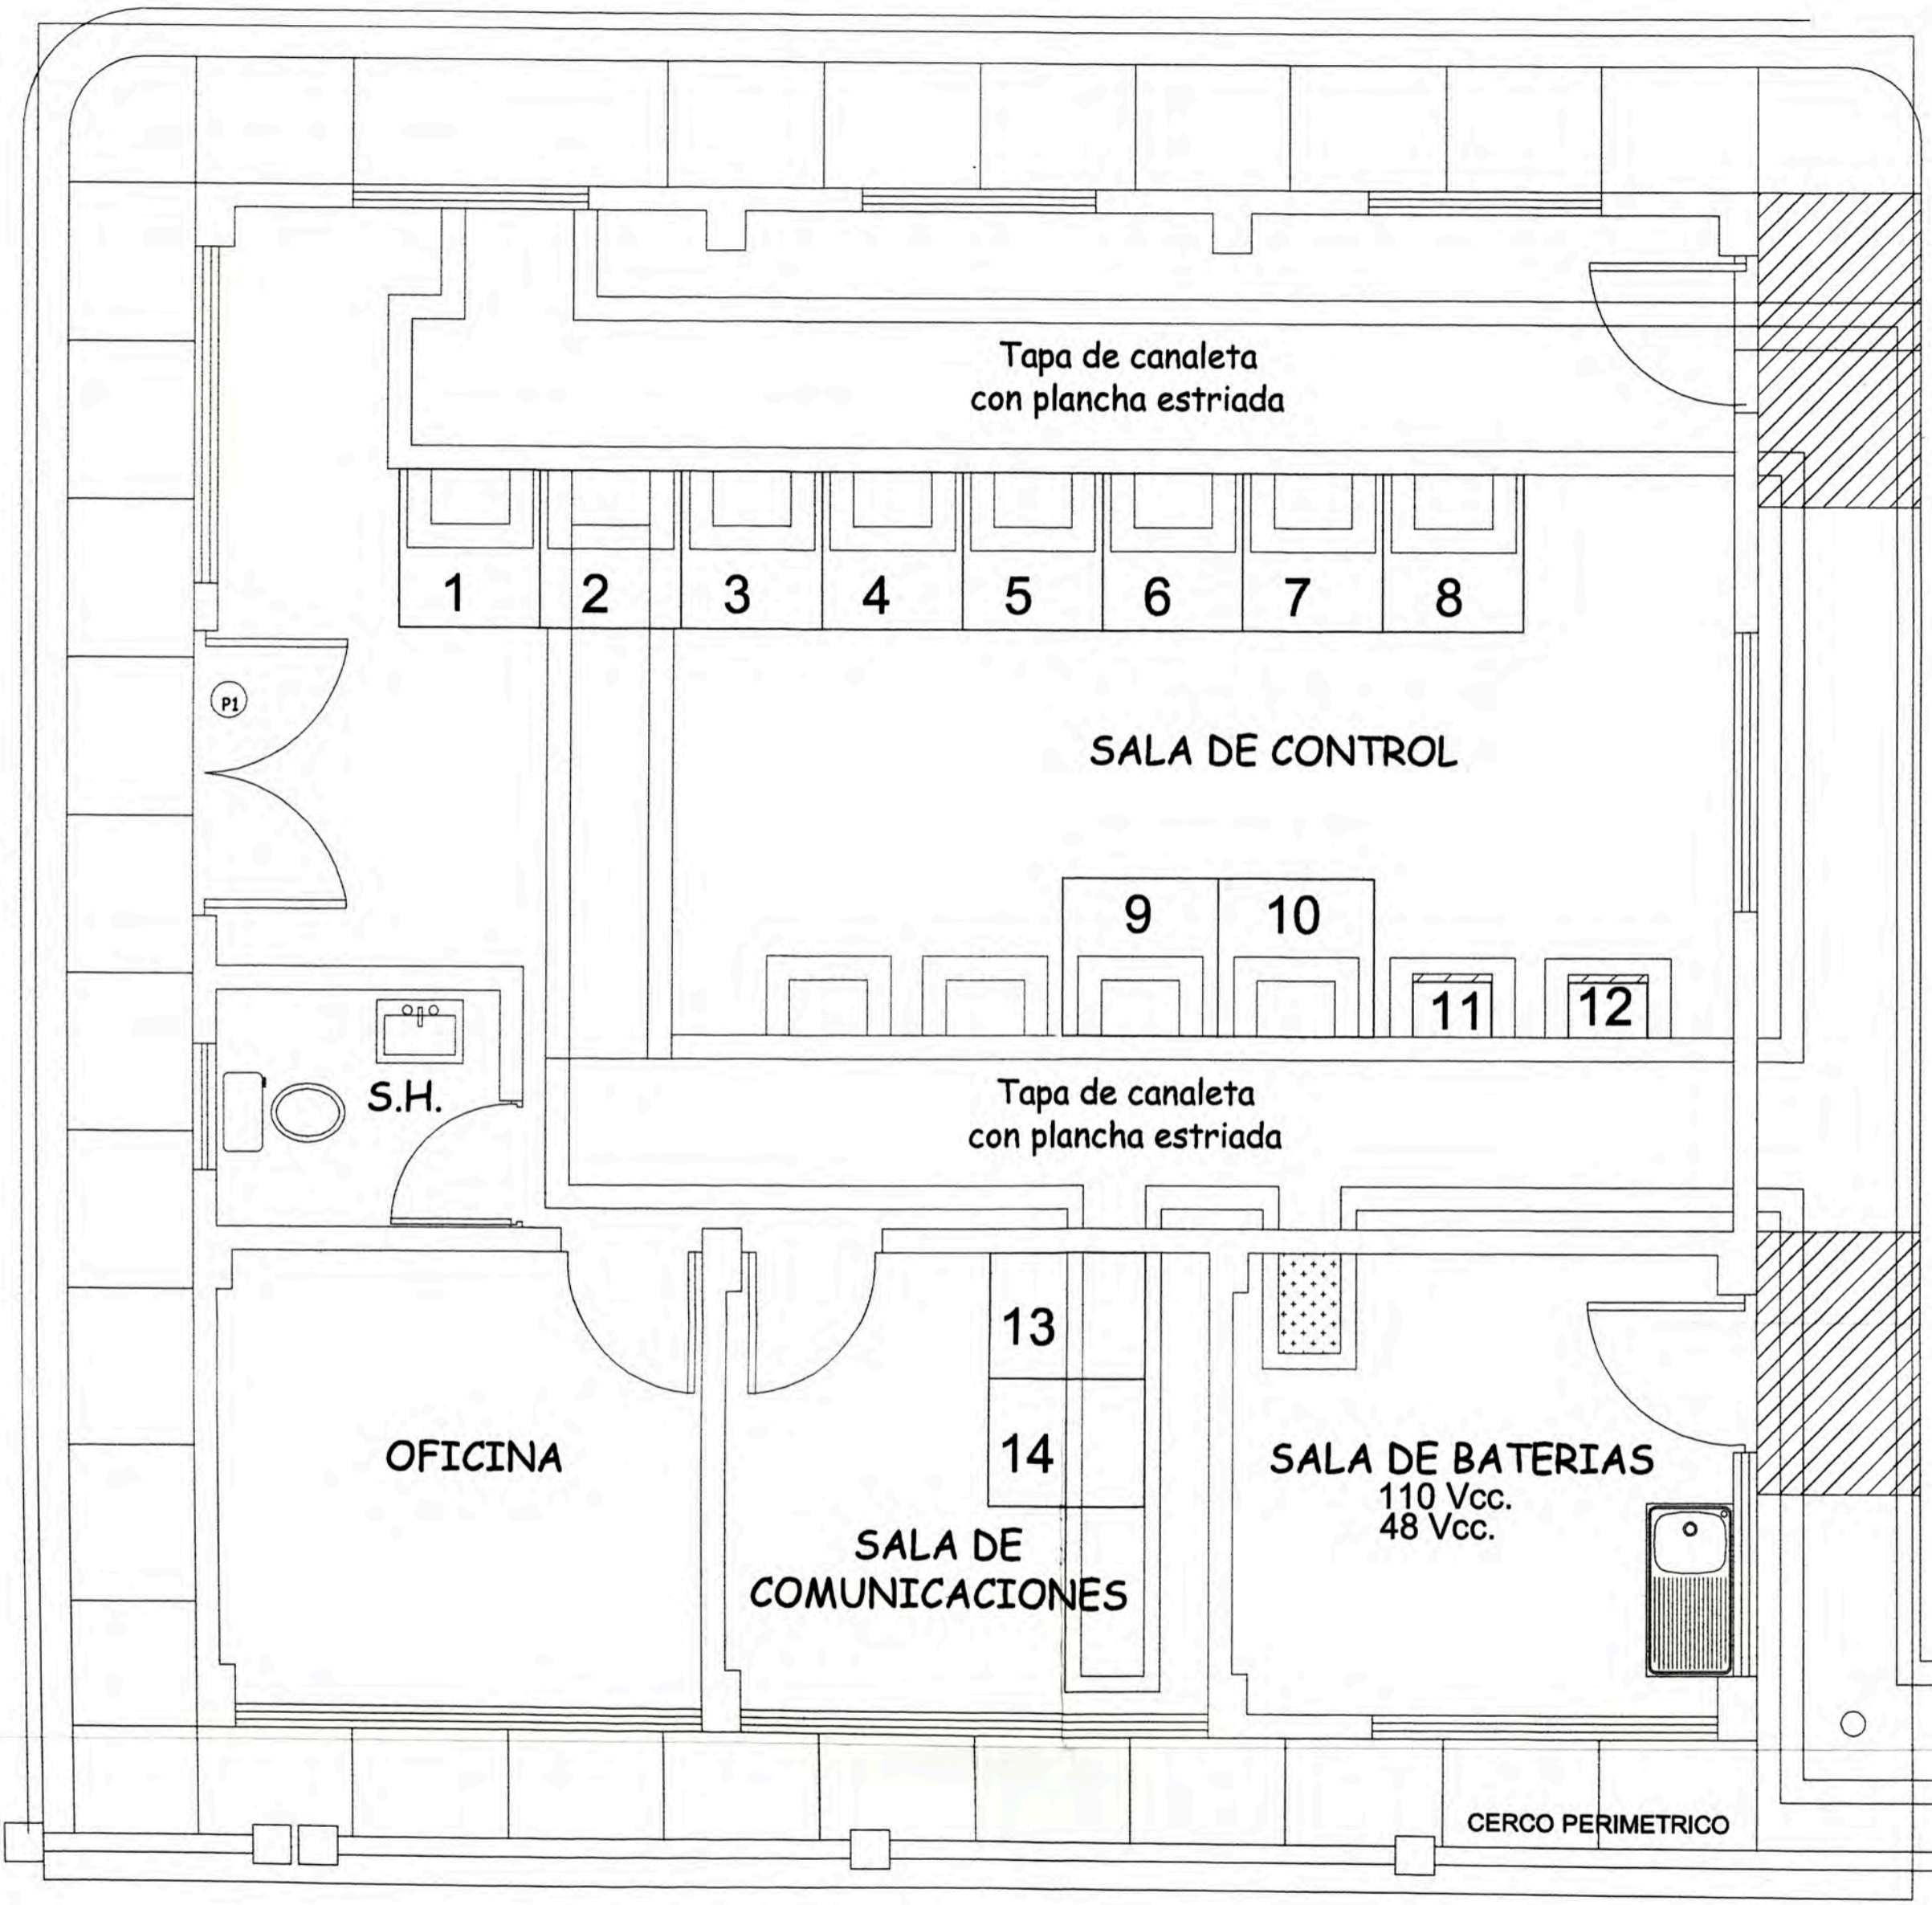 Tapa de canaleta
con plancha estriada
1 2 3 4 5 6 7 8
P1
SALA DE CONTROL
9 10
11 12
S.H.
Tapa de canaleta
con plancha estriada
13
14
OFICINA
SALA DE
COMUNICACIONES
SALA DE BATERIAS
110 Vcc.
48 Vcc.
CERCO PERIMETRICO